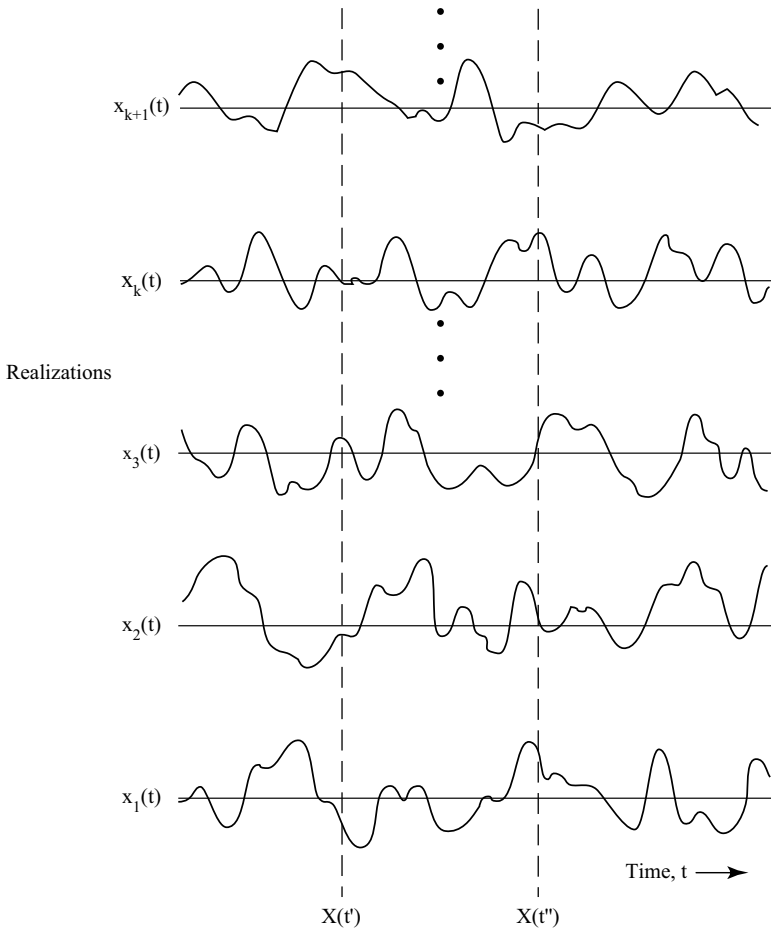 x_{k+1}(t)
x_k(t)
Realizations
x_3(t)
x_2(t)
x_1(t)
Time, t
X(t') X(t")